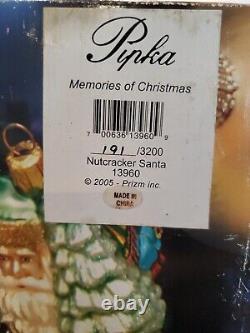 Pipka
Memories of Christmas
7 00636 13960 9
191 /3200
Nutcracker Santa
13960
© 2005 - Prizm inc.
MADE IN
CHINA